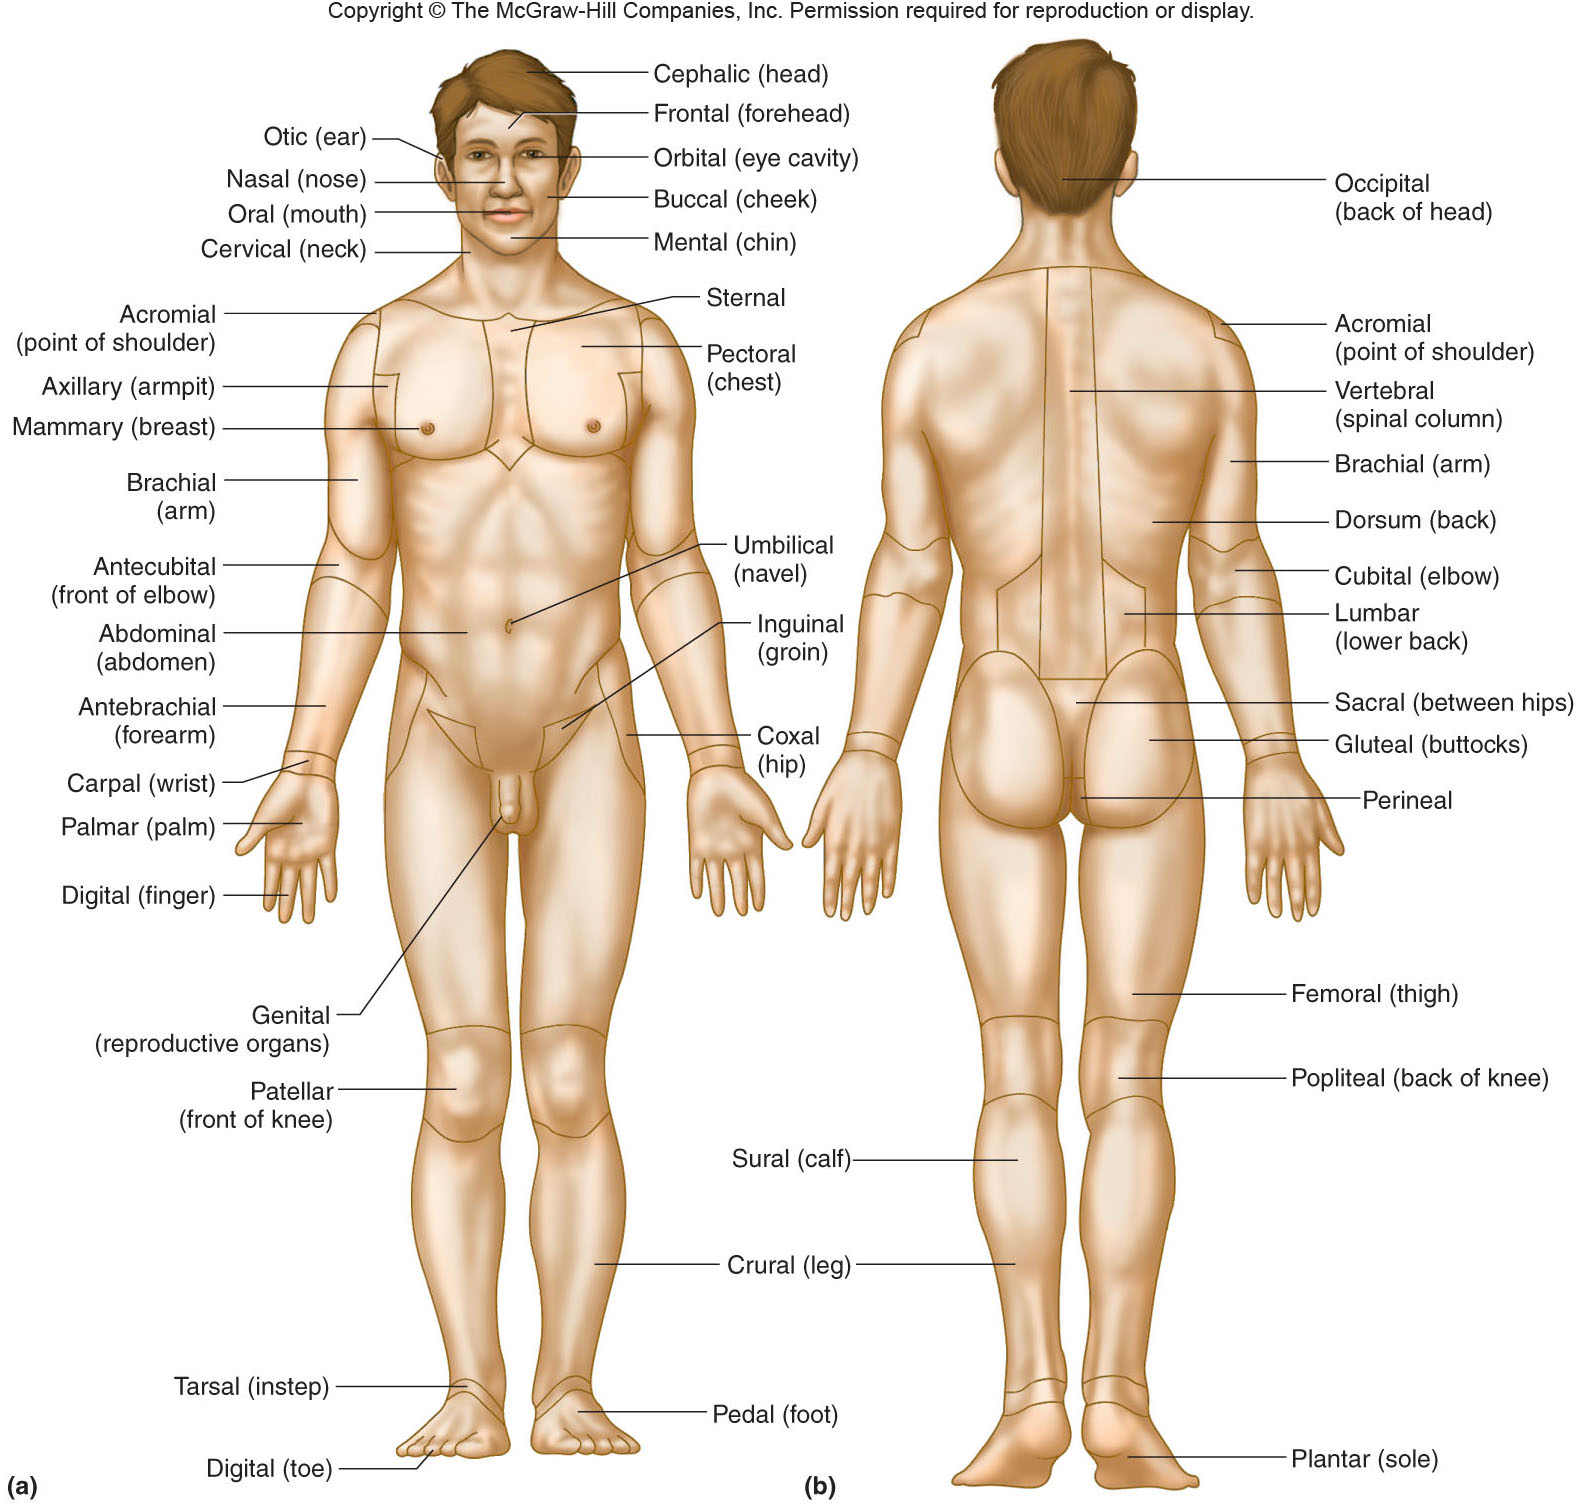 Copyright © The McGraw-Hill Companies, Inc. Permission required for reproduction or display.
Otic (ear)
Nasal (nose)
Oral (mouth)
Cervical (neck)
Acromial
(point of shoulder)
Axillary (armpit)
Mammary (breast)
Brachial
(arm)
Antecubital
(front of elbow)
Abdominal
(abdomen)
Antebrachial
(forearm)
Carpal (wrist)
Palmar (palm)
Digital (finger)
Genital
(reproductive organs)
Patellar
(front of knee)
Tarsal (instep)
Digital (toe)
(a)
Cephalic (head)
Frontal (forehead)
Orbital (eye cavity)
Buccal (cheek)
Mental (chin)
Sternal
Pectoral
(chest)
Umbilical
(navel)
Inguinal
(groin)
Coxal
(hip)
Sural (calf)
Crural (leg)
Pedal (foot)
(b)
Occipital
(back of head)
Acromial
(point of shoulder)
Vertebral
(spinal column)
Brachial (arm)
Dorsum (back)
Cubital (elbow)
Lumbar
(lower back)
Sacral (between hips)
Gluteal (buttocks)
Perineal
Femoral (thigh)
Popliteal (back of knee)
Plantar (sole)